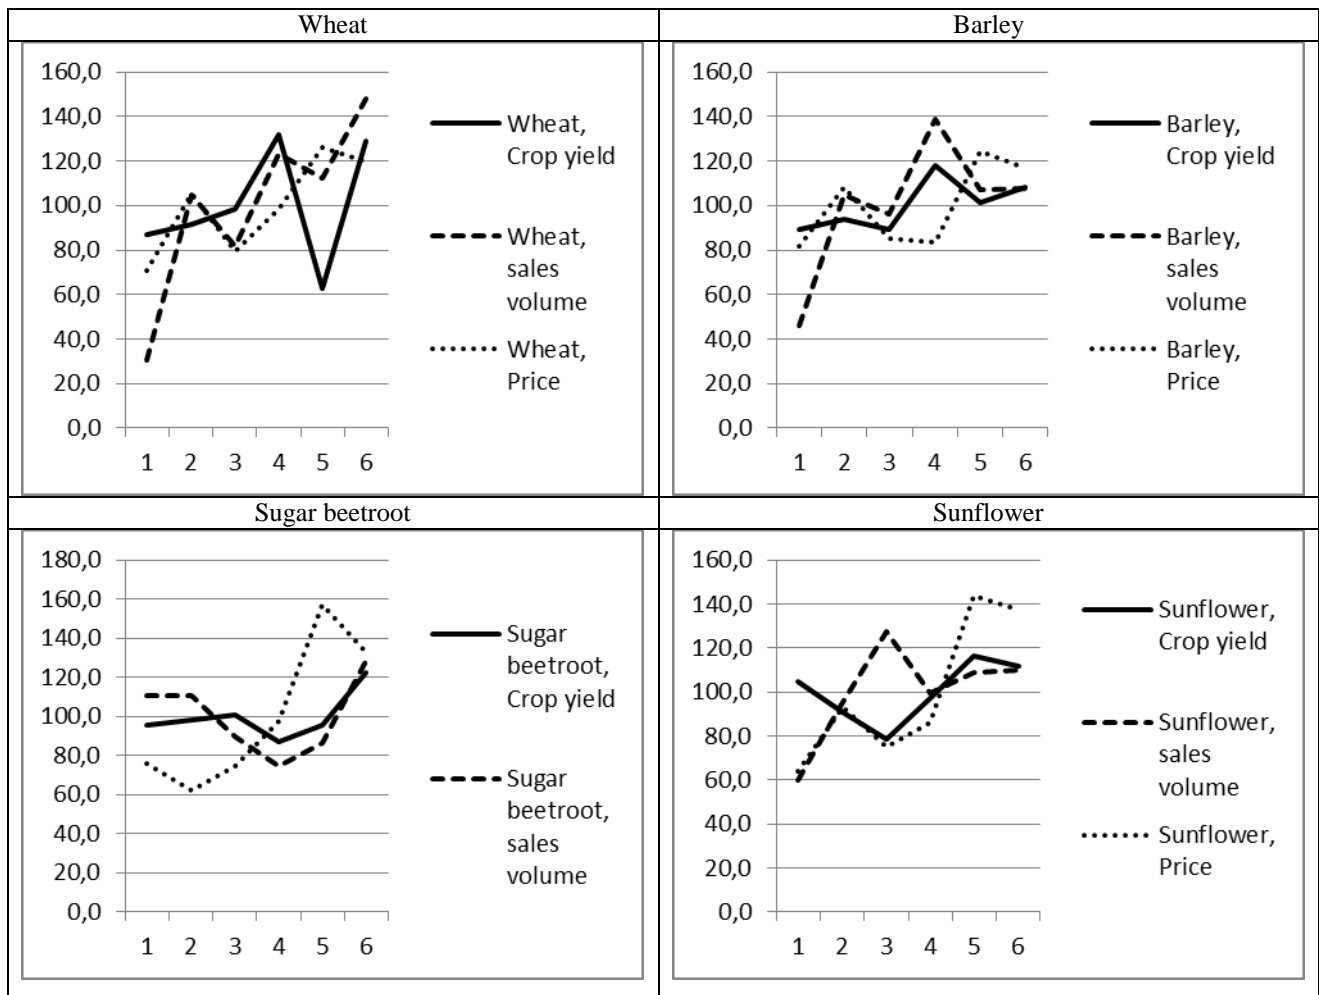 Wheat
160,0
140,0
120,0
100,0
80,0
60,0
40,0
20,0
0,0
1 2 3 4 5 6
Wheat,
Crop yield
Wheat,
sales
volume
Wheat,
Price
Barley
160,0
140,0
120,0
100,0
80,0
60,0
40,0
20,0
0,0
1 2 3 4 5 6
Barley,
Crop yield
Barley,
sales
volume
Barley,
Price
Sugar beetroot
180,0
160,0
140,0
120,0
100,0
80,0
60,0
40,0
20,0
0,0
1 2 3 4 5 6
Sugar
beetroot,
Crop yield
Sugar
beetroot,
sales
volume
Sunflower
160,0
140,0
120,0
100,0
80,0
60,0
40,0
20,0
0,0
1 2 3 4 5 6
Sunflower,
Crop yield
Sunflower,
sales
volume
Sunflower,
Price